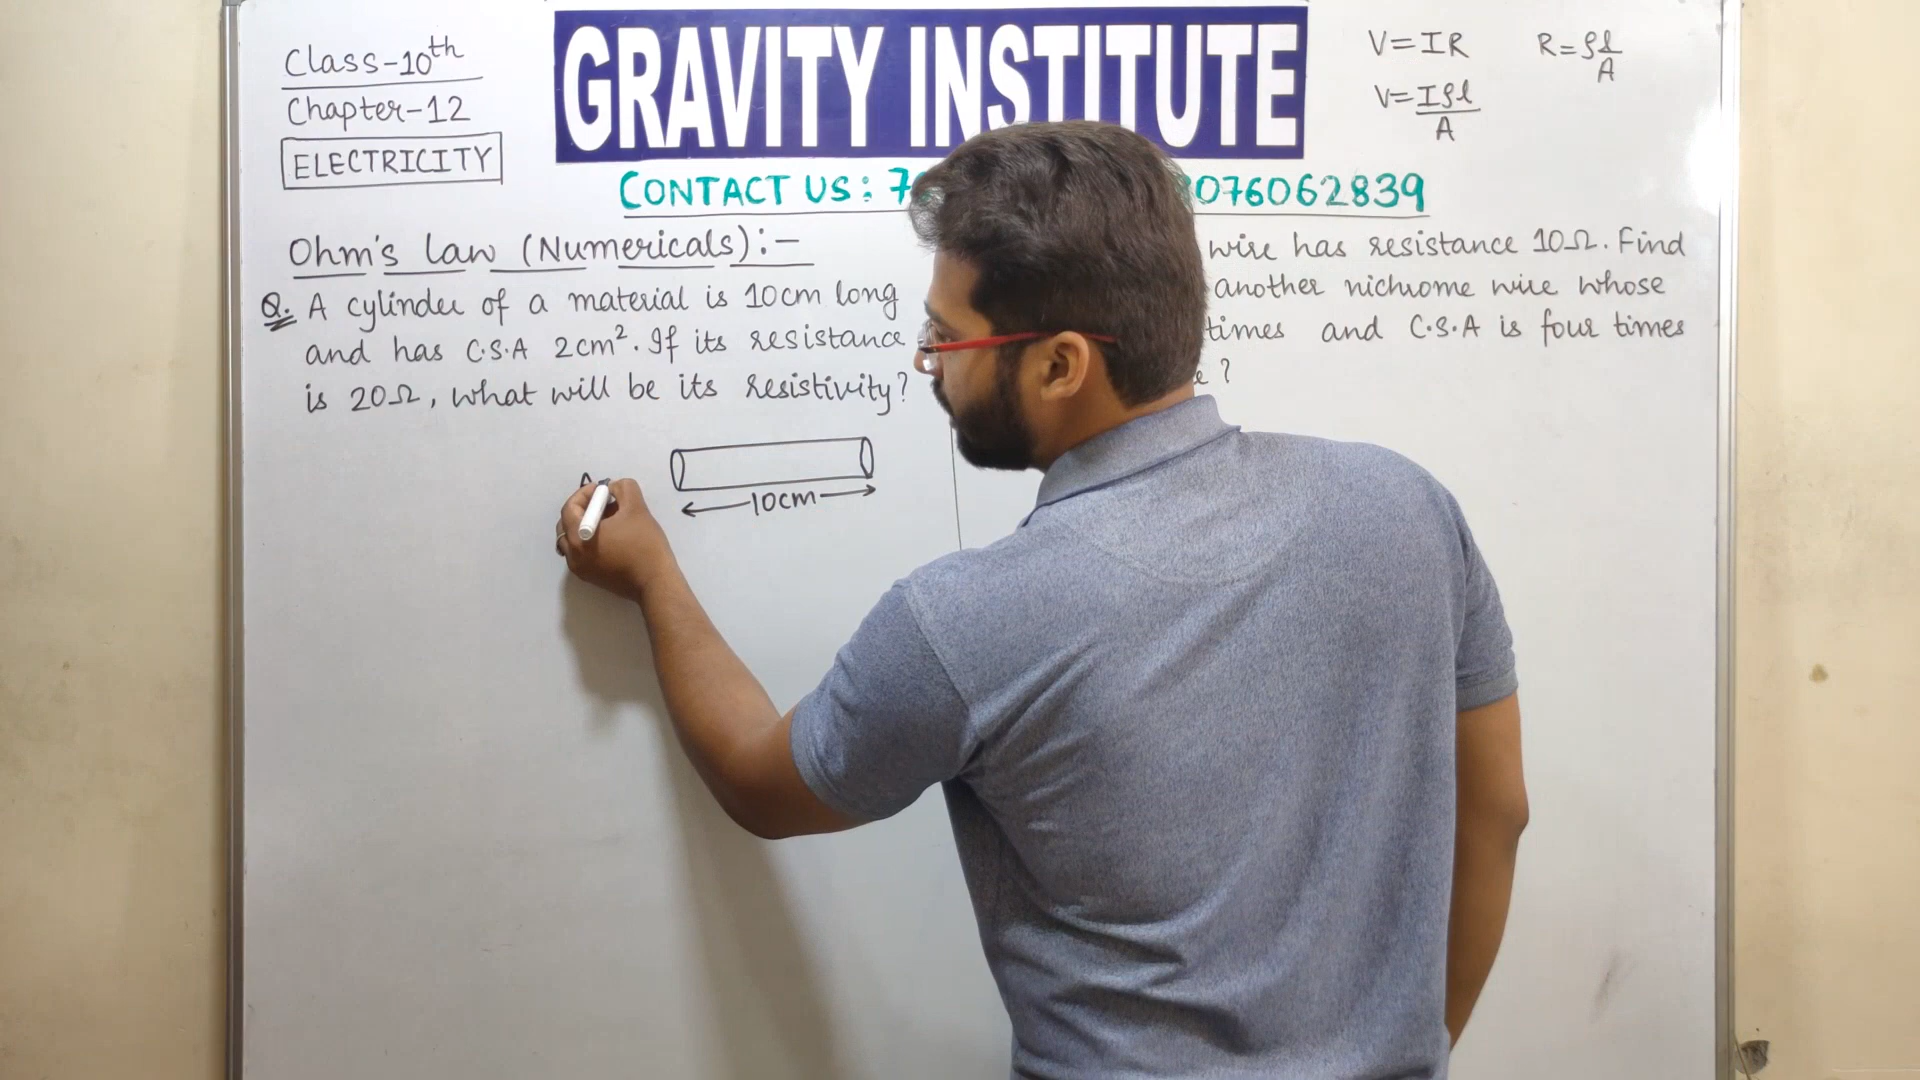 Class-10th
Chapter-12
ELECTRICITY
GRAVITY INSTITUTE
CONTACT US: 7
076062839
V=IR
R=ρl/A
V=Iρl/A
Ohm's law (Numericals):-
Q. A cylinder of a material is 10cm long
and has C.S.A 2cm². If its resistance
is 20Ω, what will be its resistivity?
10cm
wire has resistance 10Ω. Find
another nichrome wire whose
times and C.S.A is four times
?